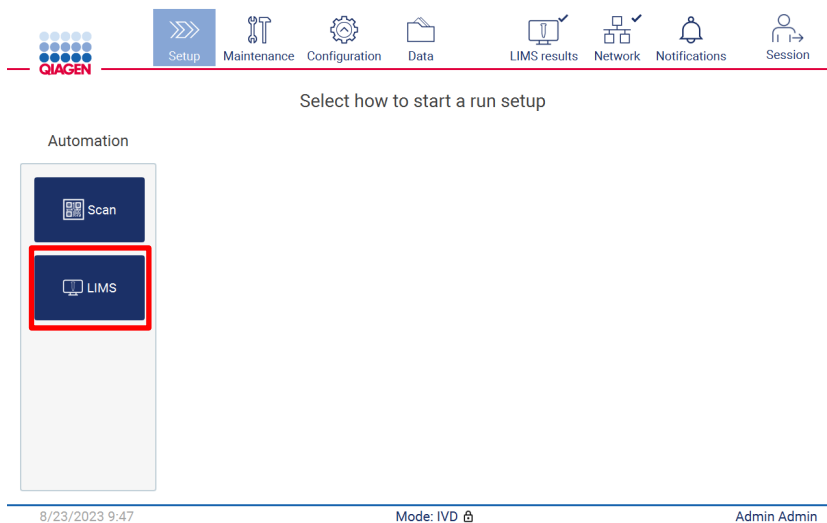 QIAGEN
Setup
Maintenance
Configuration
Data
LIMS results
Network
Notifications
Session
Select how to start a run setup
Automation
Scan
LIMS
8/23/2023 9:47
Mode: IVD
Admin Admin